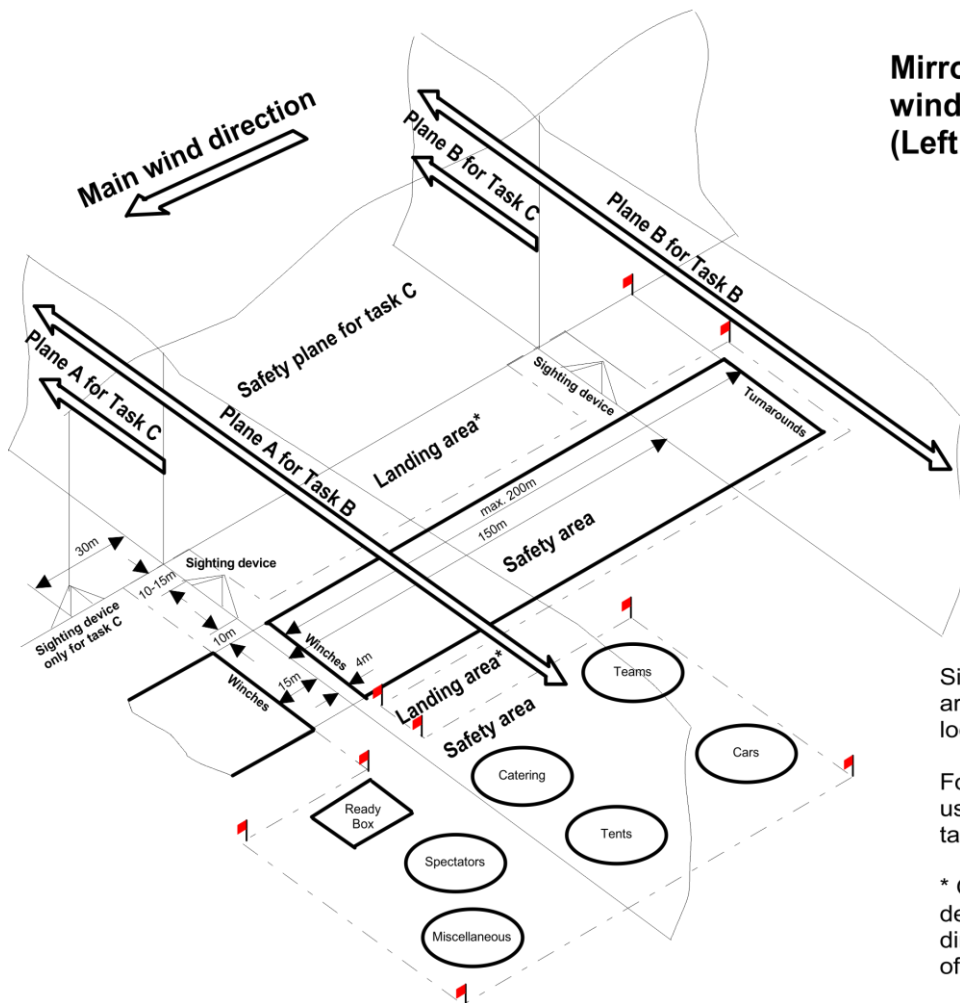 Mirro
wind
(Left
Main wind direction
Plane B for Task C
Plane B for Task B
Safety plane for task C
Plane A for Task C
Plane A for Task B
Sighting device
Turnarounds
Landing area*
max. 200m
150m
Safety area
30m
10-15m
Sighting device
Sighting device
only for task C
10m
Winches
4m
15m
Winches
Landing area*
Safety area
Teams
Cars
Catering
Tents
Ready
Box
Spectators
Miscellaneous
Si
ar
loc
Fo
us
ta
* C
de
dir
of